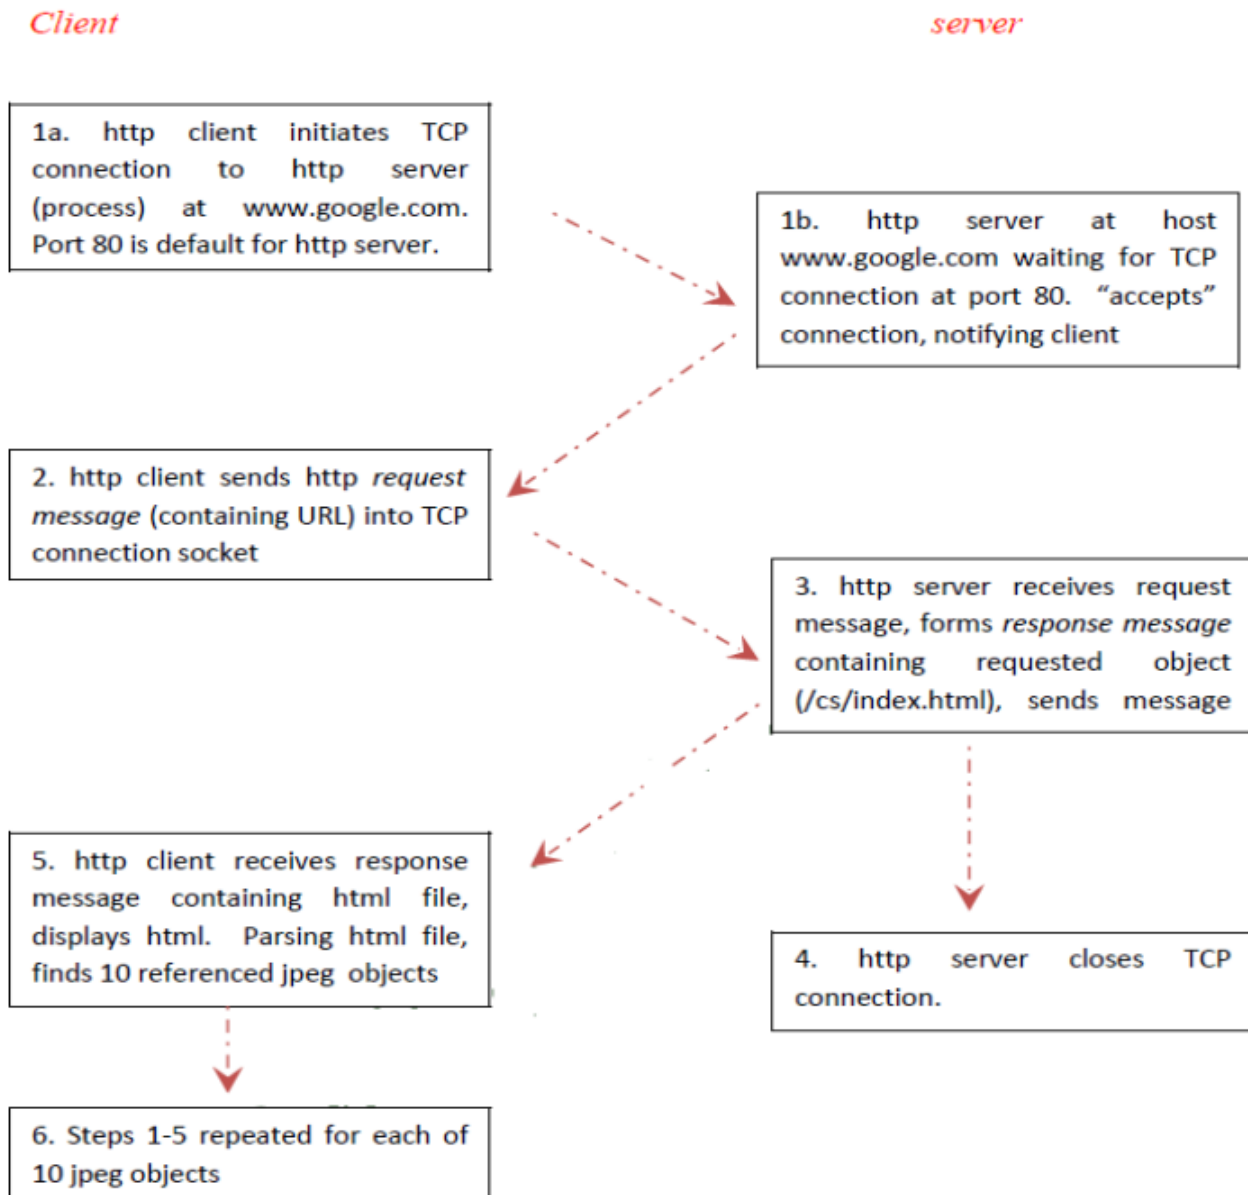 Client
server
1a. http client initiates TCP
connection to http server
(process) at www.google.com.
Port 80 is default for http server.
1b. http server at host
www.google.com waiting for TCP
connection at port 80. “accepts”
connection, notifying client
2. http client sends http request
message (containing URL) into TCP
connection socket
3. http server receives request
message, forms response message
containing requested object
(/cs/index.html), sends message
5. http client receives response
message containing html file,
displays html. Parsing html file,
finds 10 referenced jpeg objects
4. http server closes TCP
connection.
6. Steps 1-5 repeated for each of
10 jpeg objects